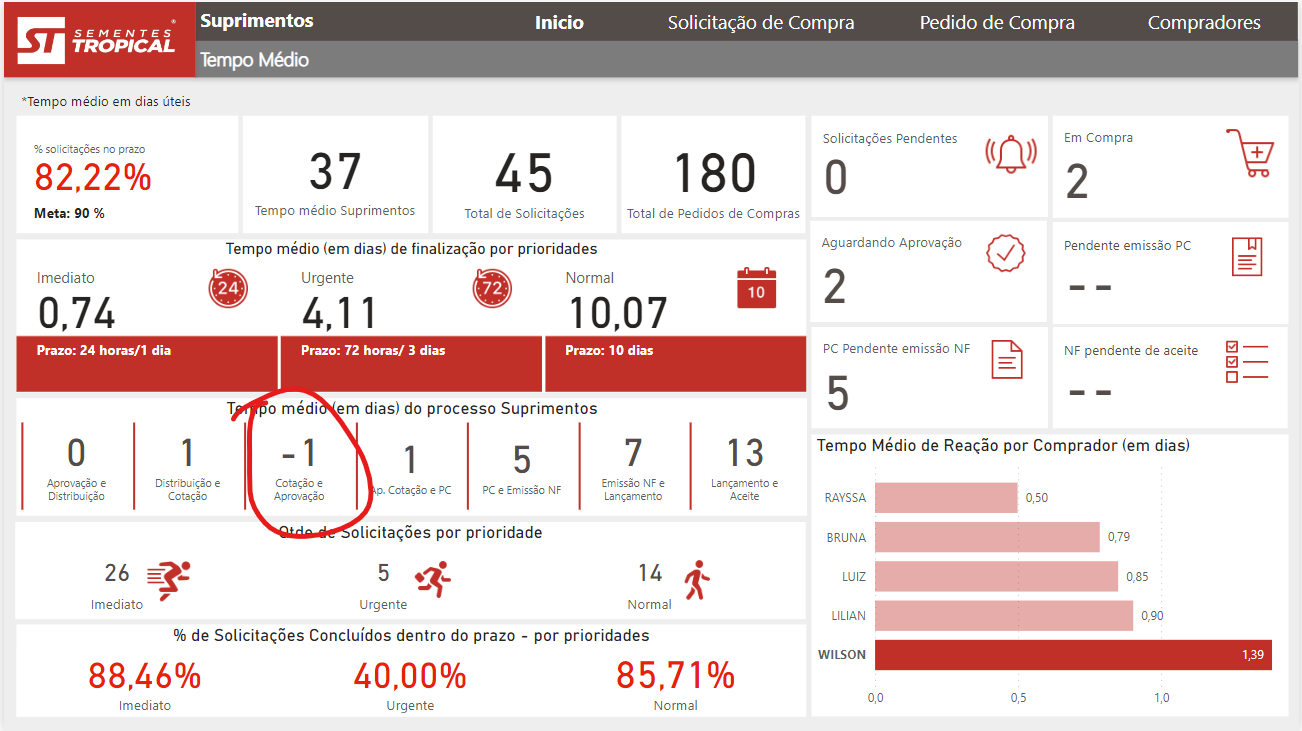 SEMENTES
TROPICAL
Suprimentos
Inicio
Solicitação de Compra
Pedido de Compra
Compradores
Tempo Médio
*Tempo médio em dias úteis
% solicitações no prazo
82,22%
Meta: 90 %
37
Tempo médio Suprimentos
45
Total de Solicitações
180
Total de Pedidos de Compras
Solicitações Pendentes
0
Em Compra
2
Tempo médio (em dias) de finalização por prioridades
Imediato
0,74
24
Prazo: 24 horas/1 dia
Urgente
4,11
72
Prazo: 72 horas/ 3 dias
Normal
10,07
10
Prazo: 10 dias
Aguardando Aprovação
2
Pendente emissão PC
--
PC Pendente emissão NF
5
NF pendente de aceite
--
Tempo médio (em dias) do processo Suprimentos
0
Aprovação e
Distribuição
1
Distribuição e
Cotação
-1
Cotação e
Aprovação
1
Ap. Cotação e PC
5
PC e Emissão NF
7
Emissão NF e
Lançamento
13
Lançamento e
Aceite
Qtde de Solicitações por prioridade
26
Imediato
5
Urgente
14
Normal
% de Solicitações Concluídos dentro do prazo - por prioridades
88,46%
Imediato
40,00%
Urgente
85,71%
Normal
Tempo Médio de Reação por Comprador (em dias)
RAYSSA
0,50
BRUNA
0,79
LUIZ
0,85
LILIAN
0,90
WILSON
1,39
0,0
0,5
1,0